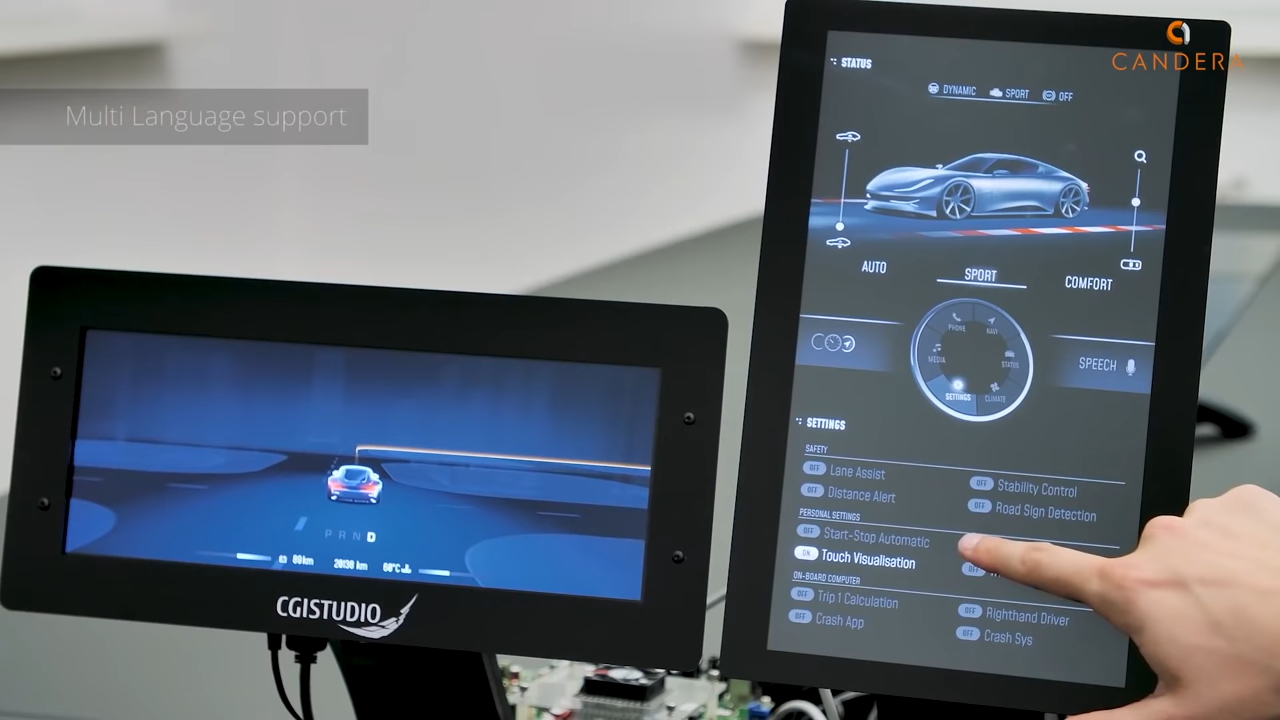 CANDERA
Multi Language support
STATUS
DYNAMIC SPORT OFF
AUTO SPORT COMFORT
PHONE NAVI
MEDIA STATUS
SETTINGS CLIMATE
SPEECH
SETTINGS
SAFETY
OFF Lane Assist OFF Stability Control
OFF Distance Alert OFF Road Sign Detection
PERSONAL SETTINGS
OFF Start-Stop Automatic
ON Touch Visualisation OFF
ON-BOARD COMPUTER
OFF Trip 1 Calculation OFF Righthand Driver
OFF Crash App OFF Crash Sys
P R N D
80km 20130 km 60°C
CGISTUDIO